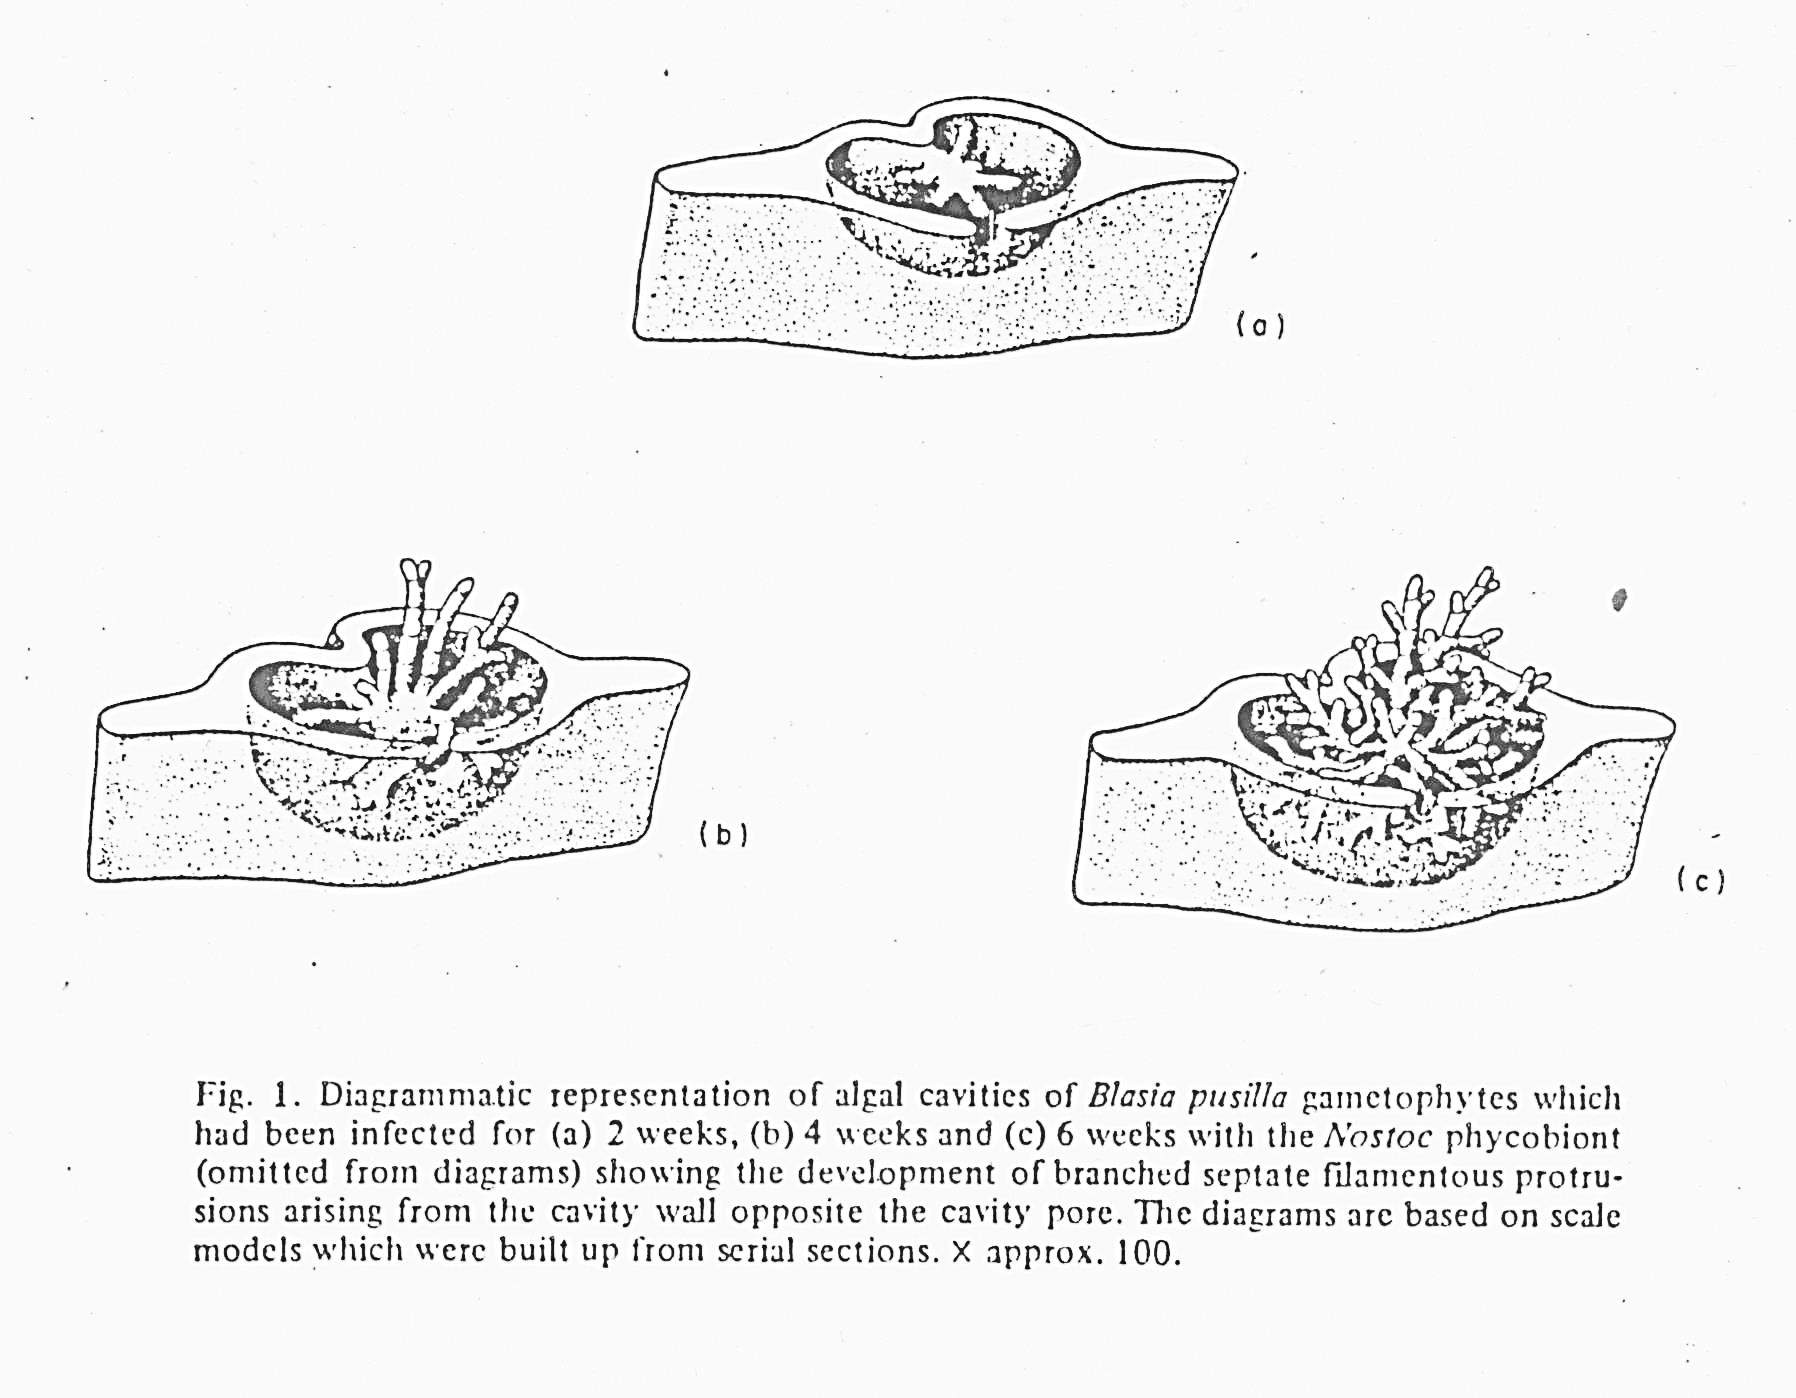 (a)
(b)
(c)
Fig. 1. Diagrammatic representation of algal cavities of Blasia pusilla gametophytes which
had been infected for (a) 2 weeks, (b) 4 weeks and (c) 6 weeks with the Nostoc phycobiont
(omitted from diagrams) showing the development of branched septate filamentous protru-
sions arising from the cavity wall opposite the cavity pore. The diagrams are based on scale
models which were built up from serial sections. X approx. 100.